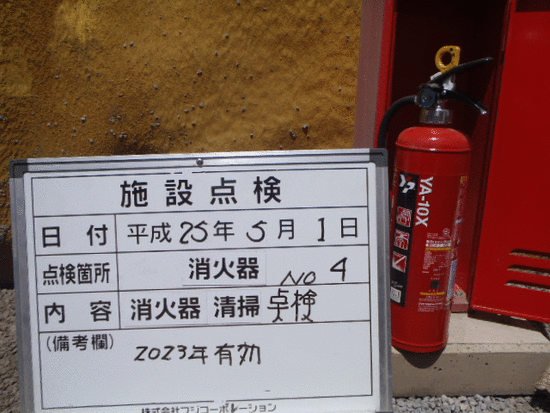 施設点検
日付 平成25年5月1日
点検箇所 消火器 NO 4
内容 消火器 清掃 点検
(備考欄) 2023年有効
株式会社フジコーポレーション
YA-10X